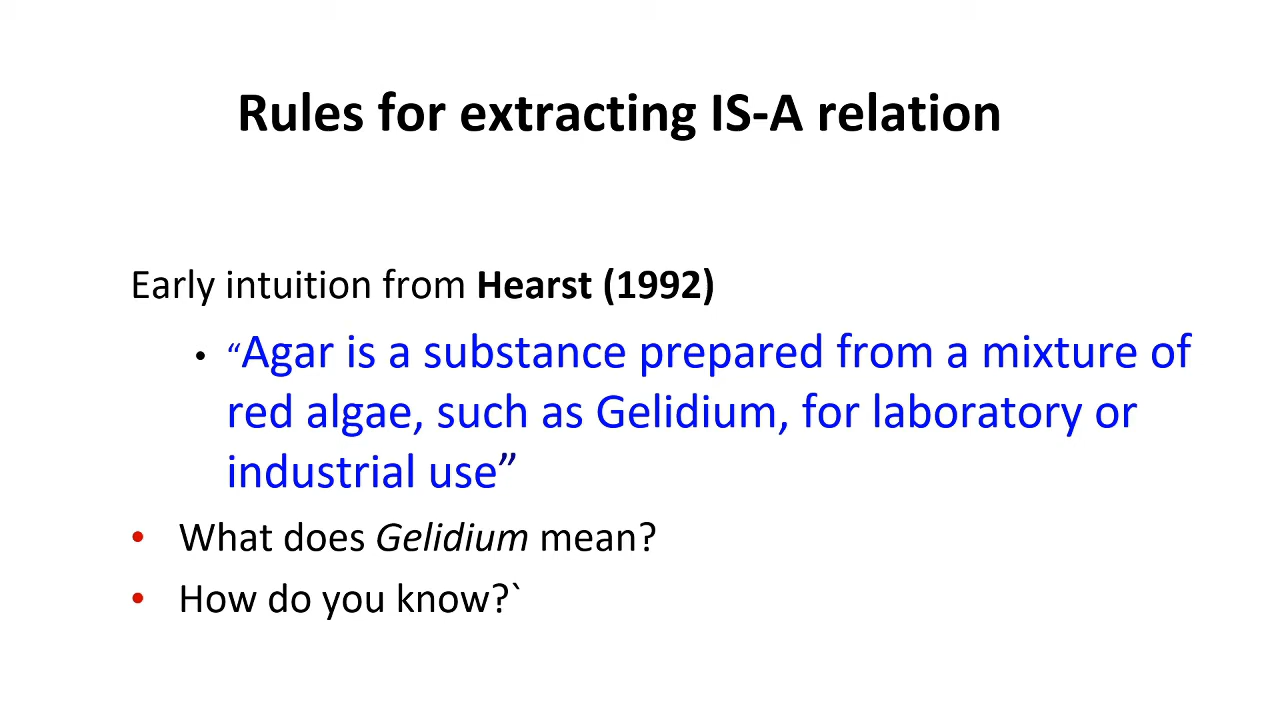 Rules for extracting IS-A relation
Early intuition from Hearst (1992)
• “Agar is a substance prepared from a mixture of
red algae, such as Gelidium, for laboratory or
industrial use”
• What does Gelidium mean?
• How do you know?`